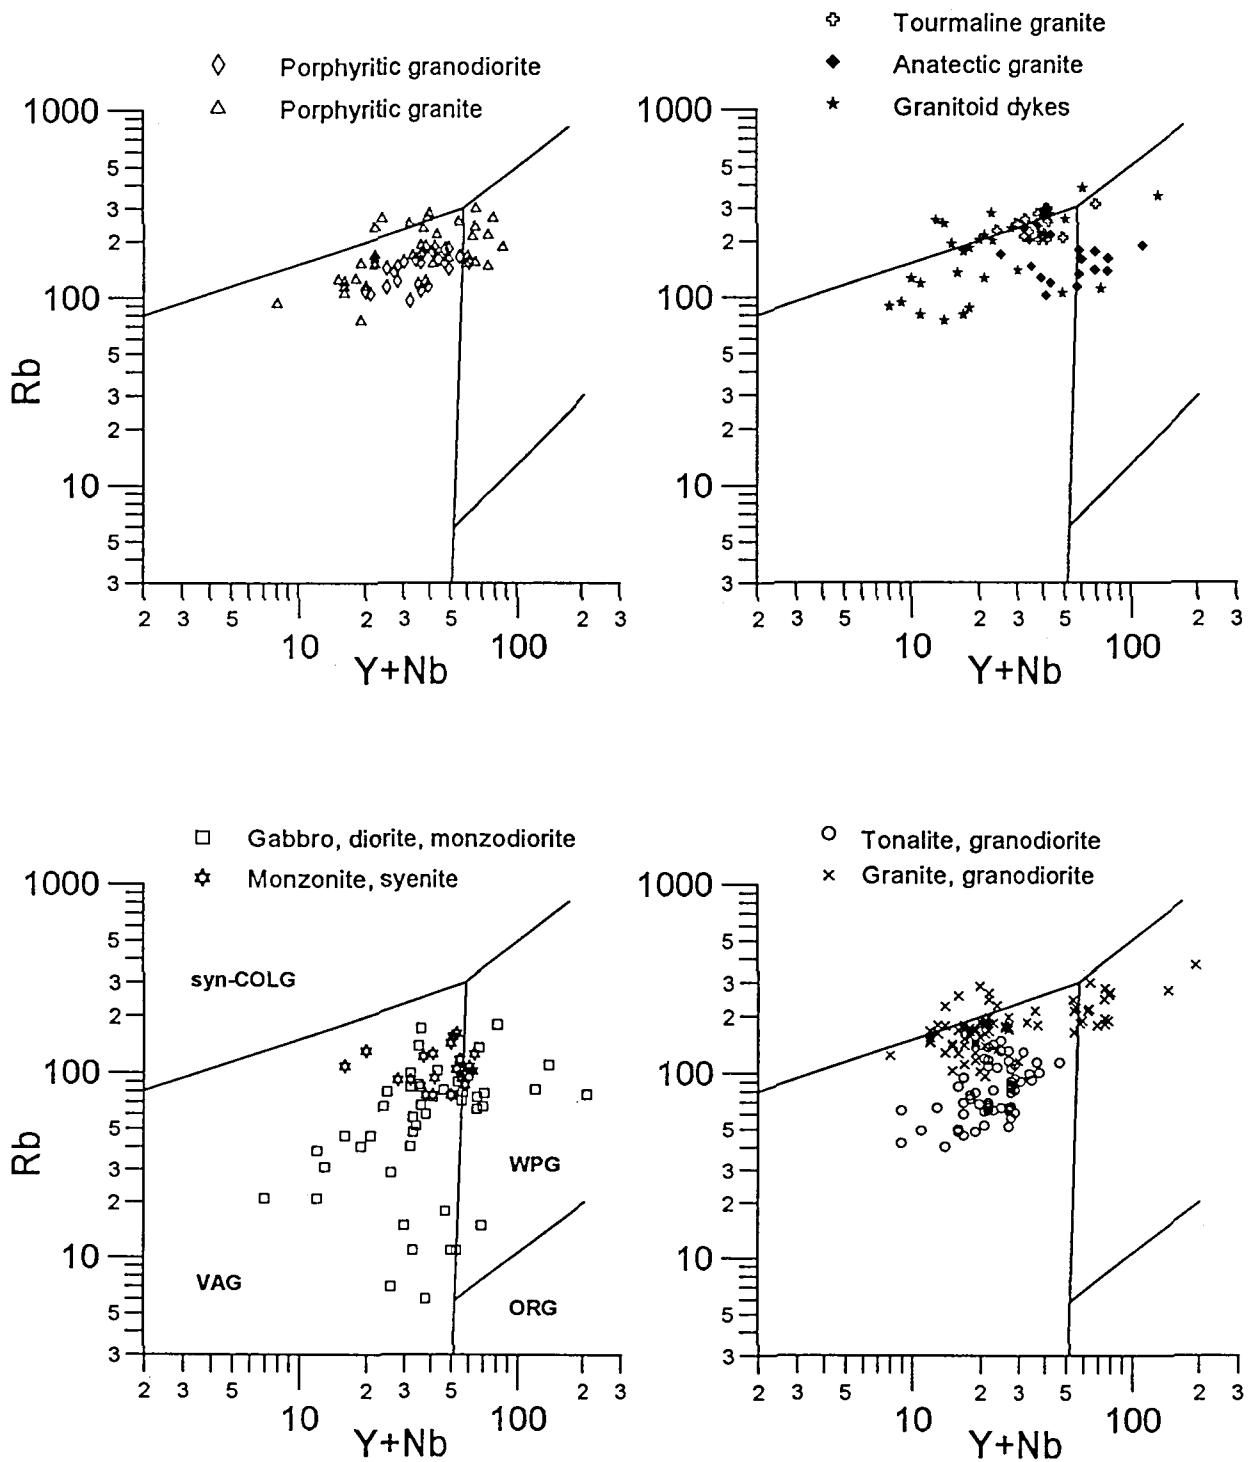 Porphyritic granodiorite
Porphyritic granite
1000
5
3
2
100
5
3
2
10
5
3
Rb
2 3 5 2 3 5 2 3
10 100
Y+Nb
Tourmaline granite
Anatectic granite
Granitoid dykes
1000
5
3
2
100
5
3
2
10
5
3
2 3 5 2 3 5 2 3
10 100
Y+Nb
Gabbro, diorite, monzodiorite
Monzonite, syenite
1000
5
syn-COLG
3
2
100
5
3
WPG
2
10
VAG
ORG
5
3
Rb
2 3 5 2 3 5 2 3
10 100
Y+Nb
Tonalite, granodiorite
Granite, granodiorite
1000
5
3
2
100
5
3
2
10
5
3
2 3 5 2 3 5 2 3
10 100
Y+Nb